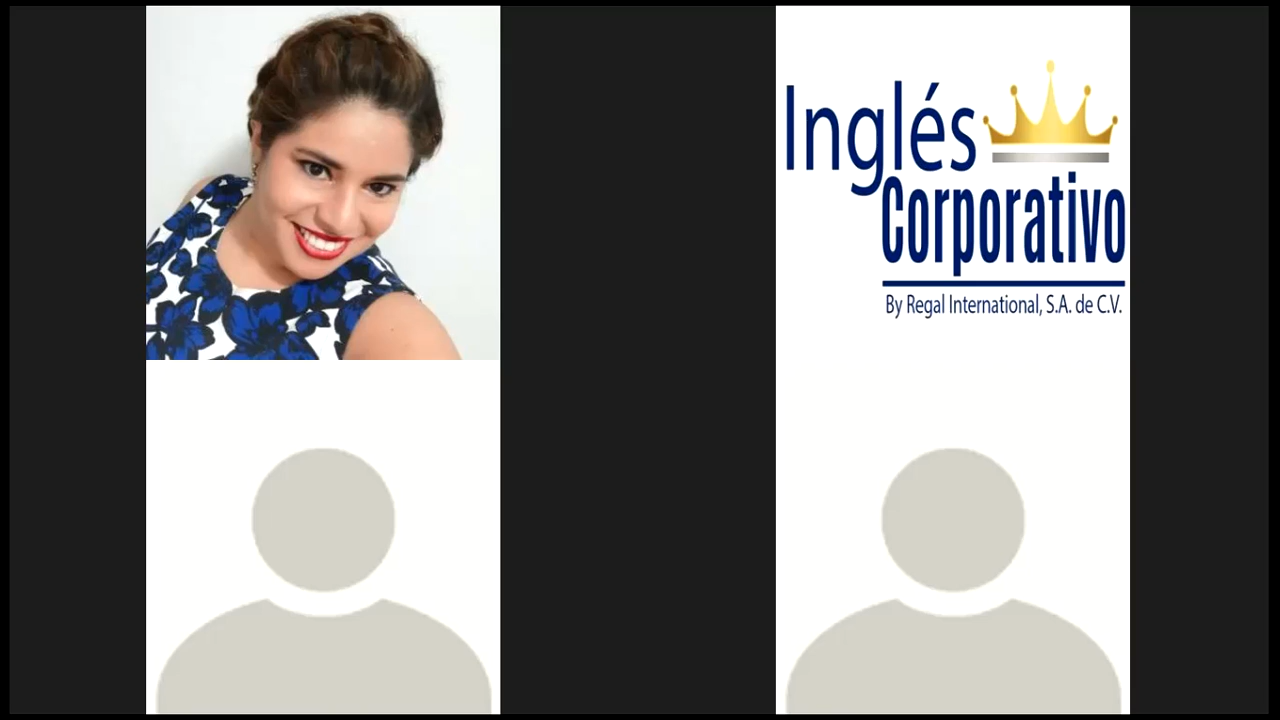 Inglés
Corporativo
By Regal International, S.A. de C.V.